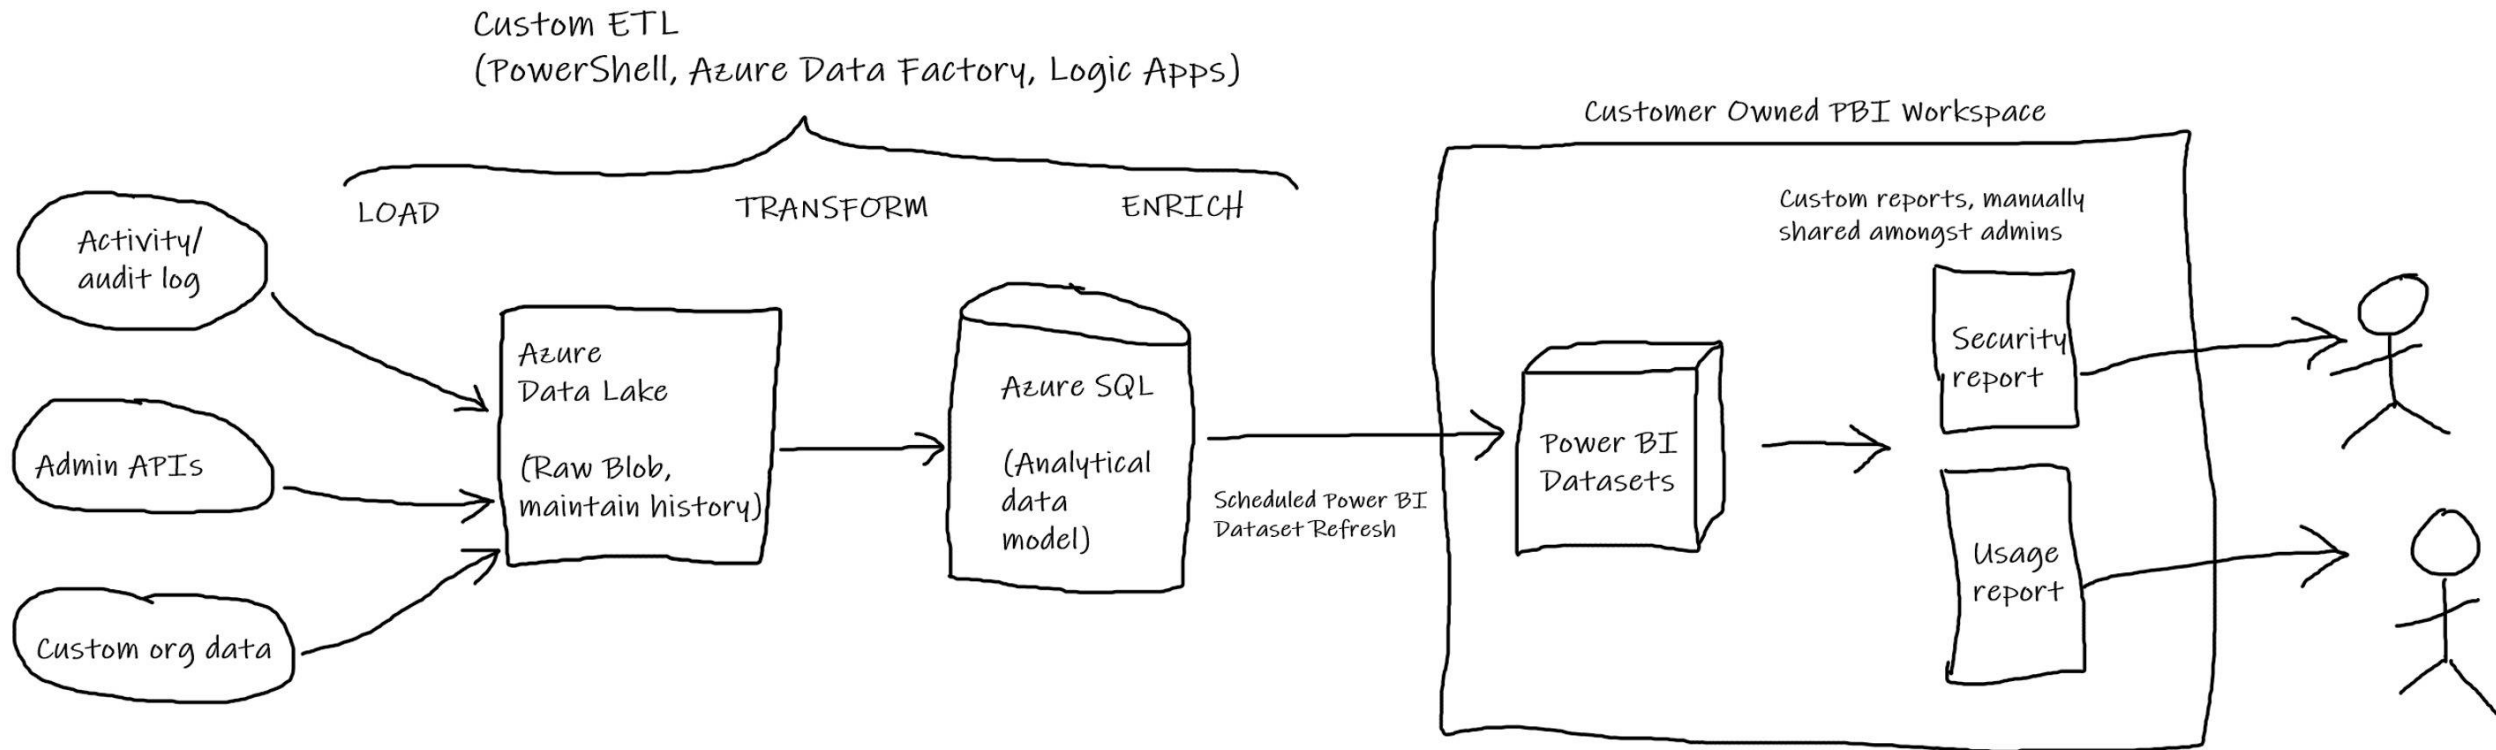 Custom ETL
(PowerShell, Azure Data Factory, Logic Apps)
Customer Owned PBI Workspace
LOAD
TRANSFORM
ENRICH
Custom reports, manually
shared amongst admins
Activity/
audit log
Admin APIs
Custom org data
Azure
Data Lake
(Raw Blob,
maintain history)
Azure SQL
(Analytical
data
model)
Scheduled Power BI
Dataset Refresh
Power BI
Datasets
Security
report
Usage
report